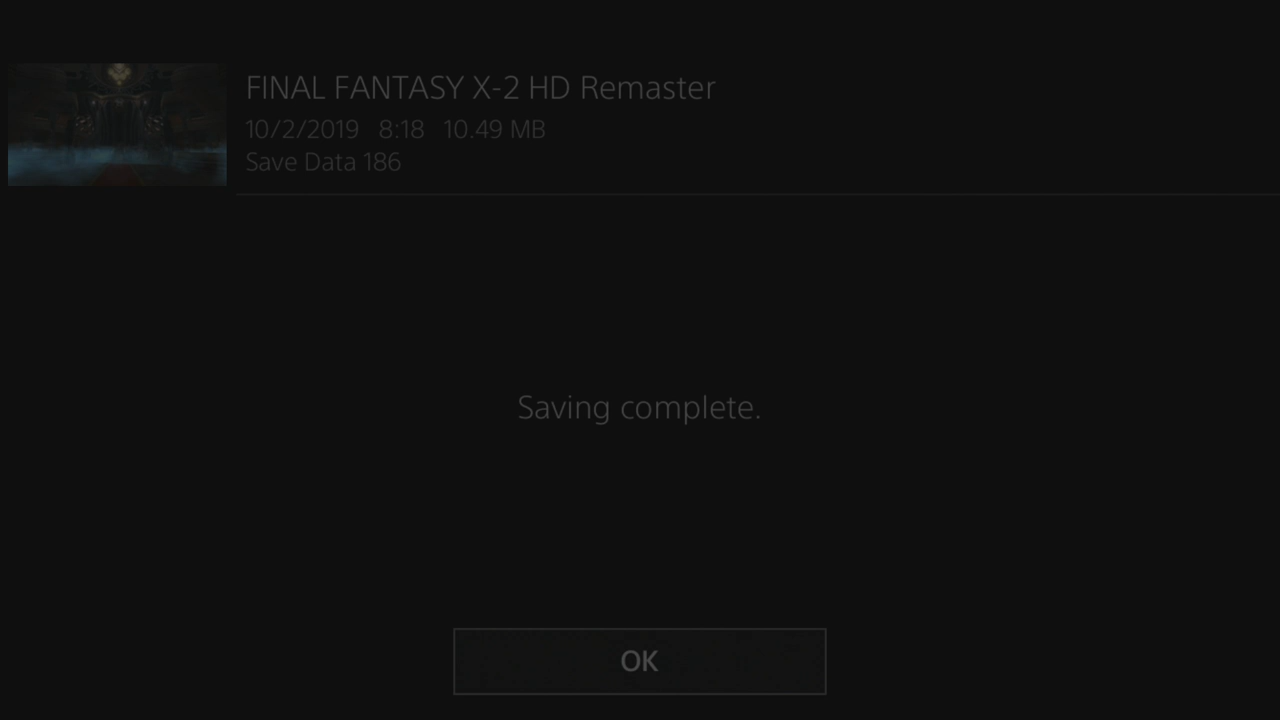 FINAL FANTASY X-2 HD Remaster
10/2/2019 8:18 10.49 MB
Save Data 186
Saving complete.
OK